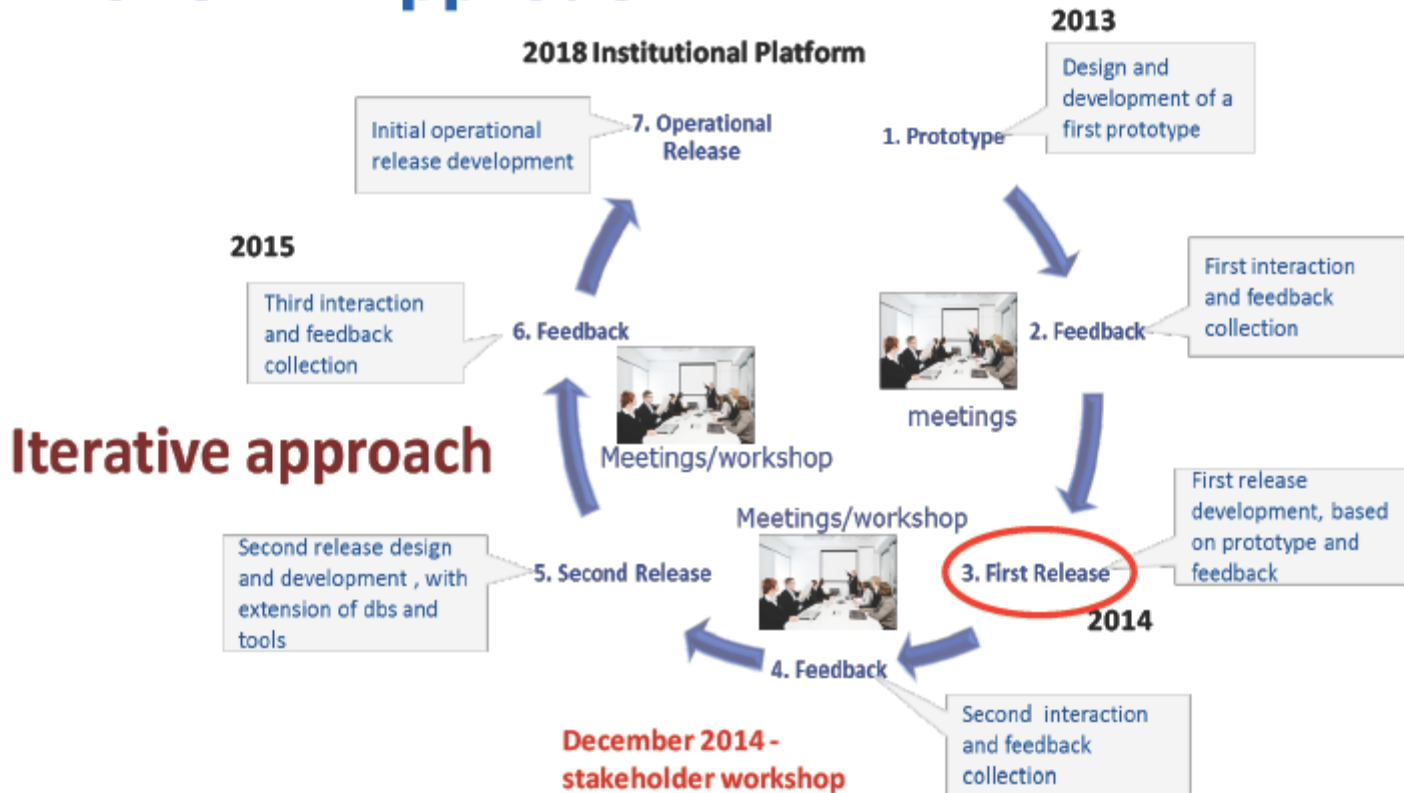 2013
2018 Institutional Platform
Design and
development of a
first prototype
1. Prototype
Initial operational
release development
7. Operational
Release
2015
First interaction
and feedback
collection
2. Feedback
meetings
Third interaction
and feedback
collection
6. Feedback
Meetings/workshop
Iterative approach
First release
development, based
on prototype and
feedback
3. First Release
2014
Meetings/workshop
Second release design
and development , with
extension of dbs and
tools
5. Second Release
4. Feedback
Second interaction
and feedback
collection
December 2014 -
stakeholder workshop